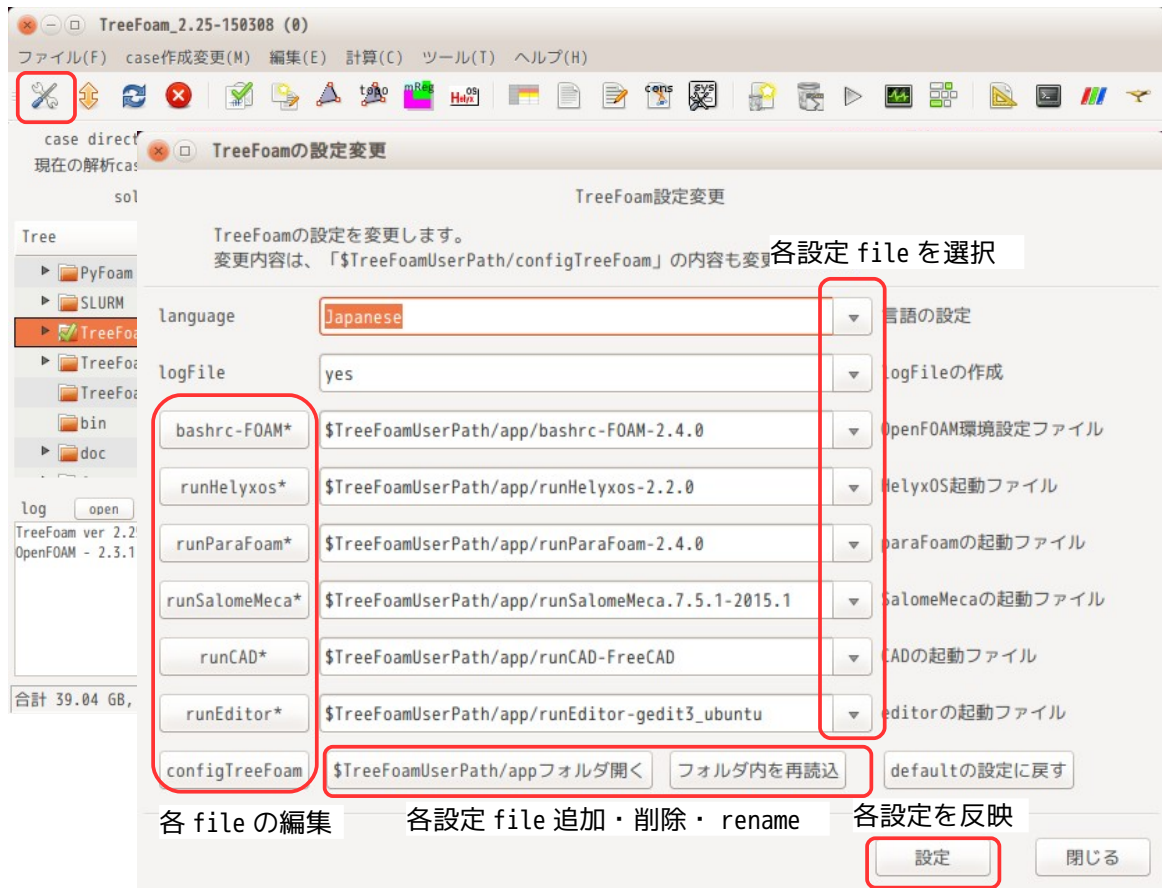 TreeFoam_2.25-150308 (0)
ファイル(F) case作成変更(M) 編集(E) 計算(C) ツール(T) ヘルプ(H)
topo mReg OS Helyx cons SYS
case direct
現在の解析cas
sol
TreeFoamの設定変更
TreeFoam設定変更
TreeFoamの設定を変更します。
変更内容は、「$TreeFoamUserPath/configTreeFoam」の内容も変更
各設定 file を選択
Tree
PyFoam
SLURM
TreeFoa
TreeFoa
TreeFoa
bin
doc
log open
TreeFoam ver 2.2
OpenFOAM - 2.3.1
合計 39.04 GB,
language Japanese 言語の設定
logFile yes logFileの作成
bashrc-FOAM* $TreeFoamUserPath/app/bashrc-FOAM-2.4.0 OpenFOAM環境設定ファイル
runHelyxos* $TreeFoamUserPath/app/runHelyxos-2.2.0 HelyxOS起動ファイル
runParaFoam* $TreeFoamUserPath/app/runParaFoam-2.4.0 paraFoamの起動ファイル
runSalomeMeca* $TreeFoamUserPath/app/runSalomeMeca.7.5.1-2015.1 SalomeMecaの起動ファイル
runCAD* $TreeFoamUserPath/app/runCAD-FreeCAD CADの起動ファイル
runEditor* $TreeFoamUserPath/app/runEditor-gedit3_ubuntu editorの起動ファイル
configTreeFoam $TreeFoamUserPath/appフォルダ開く フォルダ内を再読込 defaultの設定に戻す
各 file の編集 各設定 file 追加・削除・ rename 各設定を反映
設定 閉じる